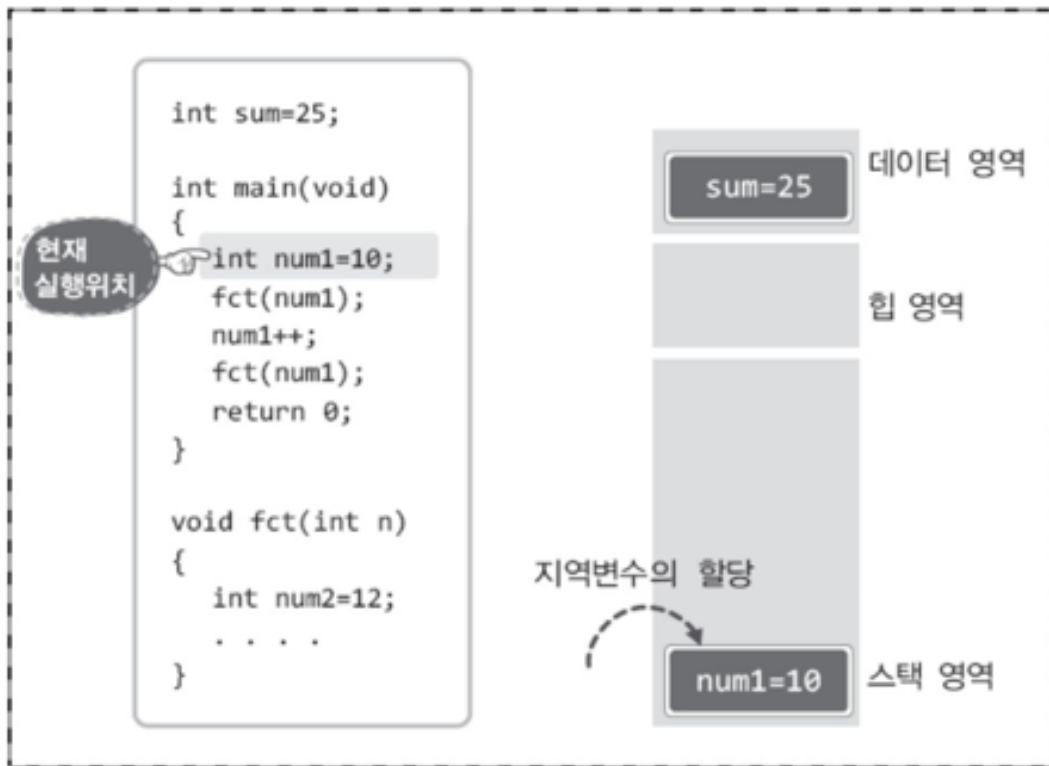 int sum=25;
int main(void)
{
int num1=10;
fct(num1);
num1++;
fct(num1);
return 0;
}
void fct(int n)
{
int num2=12;
. . . .
}
현재
실행위치
sum=25
데이터 영역
힙 영역
지역변수의 할당
num1=10
스택 영역